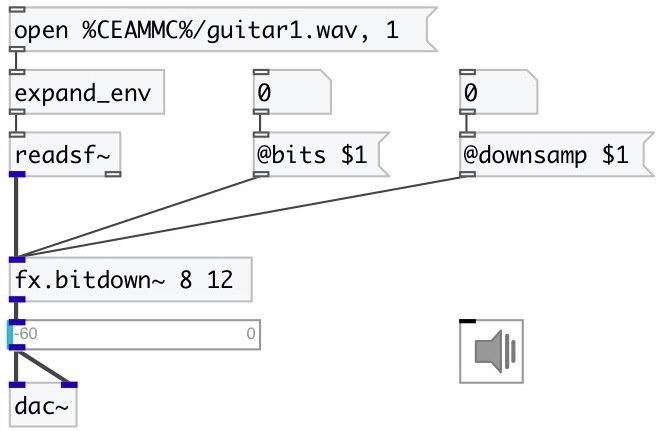 open %CEAMMC%/guitar1.wav, 1
expand_env
0
0
readsf~
@bits $1
@downsamp $1
fx.bitdown~ 8 12
-60
0
dac~